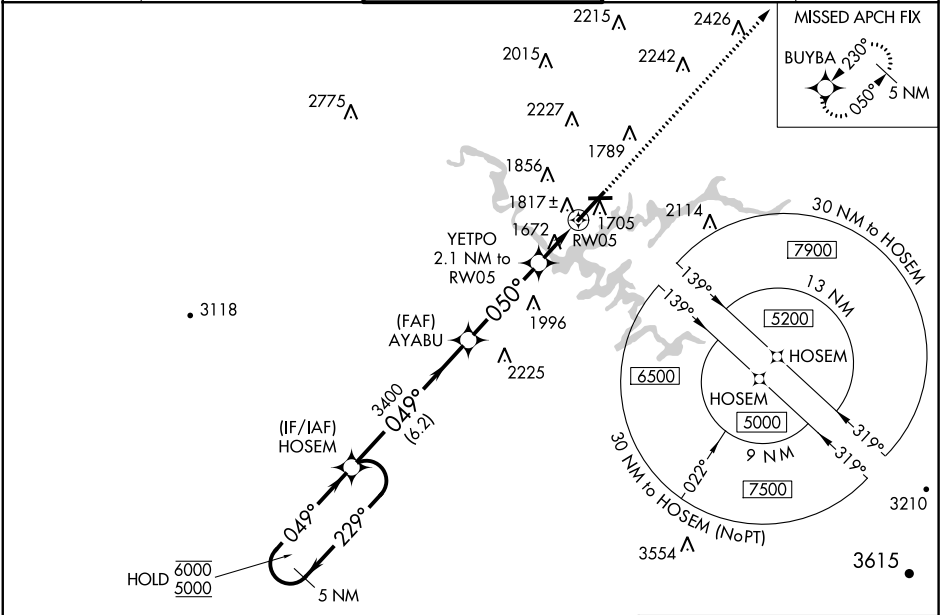 2215
2426
MISSED APCH FIX
2015
2242
BUYBA
230°
050°
5 NM
2775
2227
1789
1856
1817±
1705
2114
1672
RW05
YETPO
2.1 NM to
RW05
050°
3118
1996
(FAF)
AYABU
2225
3400
049°
(6.2)
(IF/IAF)
HOSEM
049°
229°
HOLD 6000
5000
5 NM
30 NM to HOSEM
7900
139°
139°
13 NM
5200
HOSEM
6500
HOSEM
5000
9 NM
319°
319°
022°
7500
30 NM to HOSEM (NoPT)
3210
3554
3615